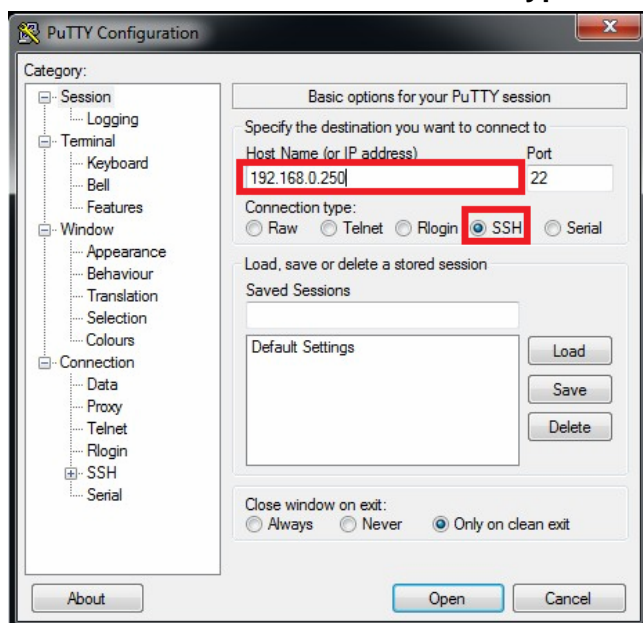 PuTTY Configuration
Category:
Session
Logging
Terminal
Keyboard
Bell
Features
Window
Appearance
Behaviour
Translation
Selection
Colours
Connection
Data
Proxy
Telnet
Rlogin
SSH
Serial
Basic options for your PuTTY session
Specify the destination you want to connect to
Host Name (or IP address) Port
192.168.0.250 22
Connection type:
Raw Telnet Rlogin SSH Serial
Load, save or delete a stored session
Saved Sessions
Default Settings
Load
Save
Delete
Close window on exit:
Always Never Only on clean exit
About Open Cancel